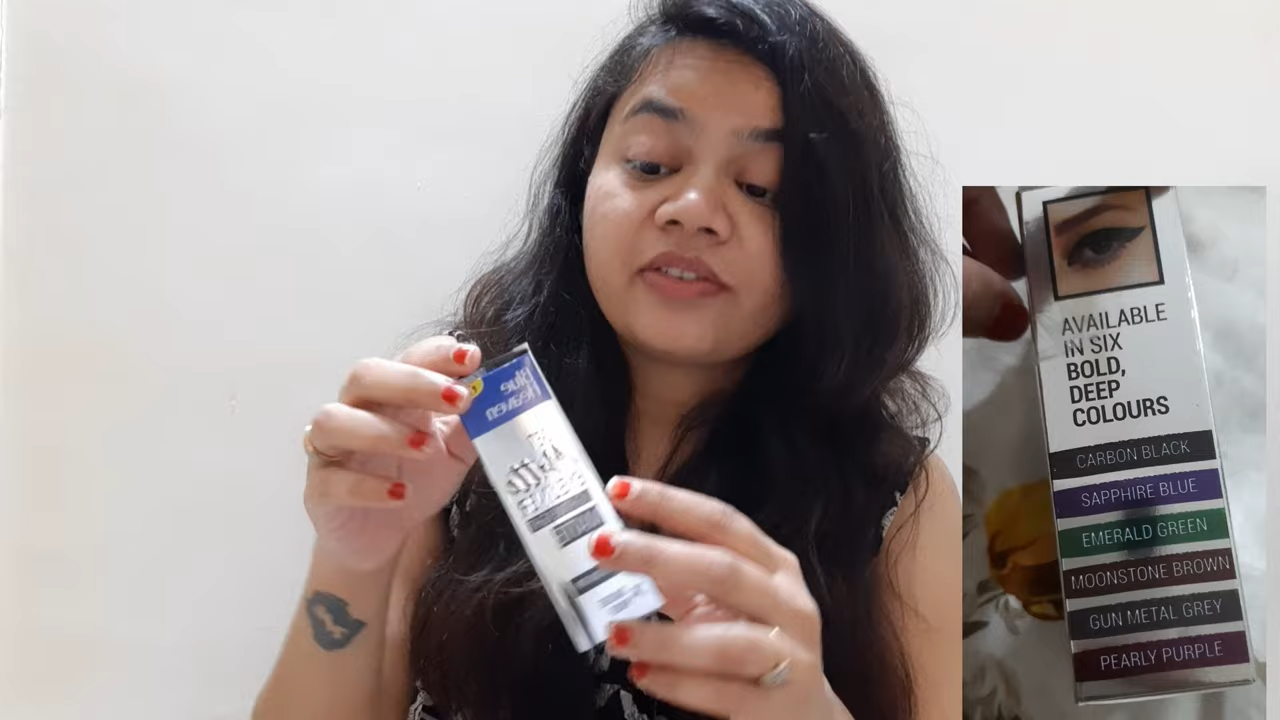 Blue
Heaven
AVAILABLE
IN SIX
BOLD,
DEEP
COLOURS
CARBON BLACK
SAPPHIRE BLUE
EMERALD GREEN
MOONSTONE BROWN
GUN METAL GREY
PEARLY PURPLE